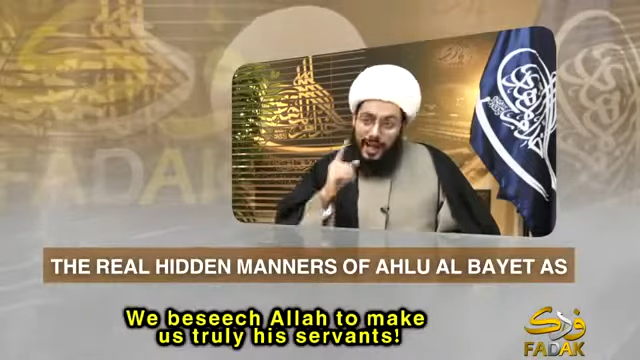 FADAK
THE REAL HIDDEN MANNERS OF AHLU AL BAYET AS
We beseech Allah to make
us truly his servants!
فدك
FADAK